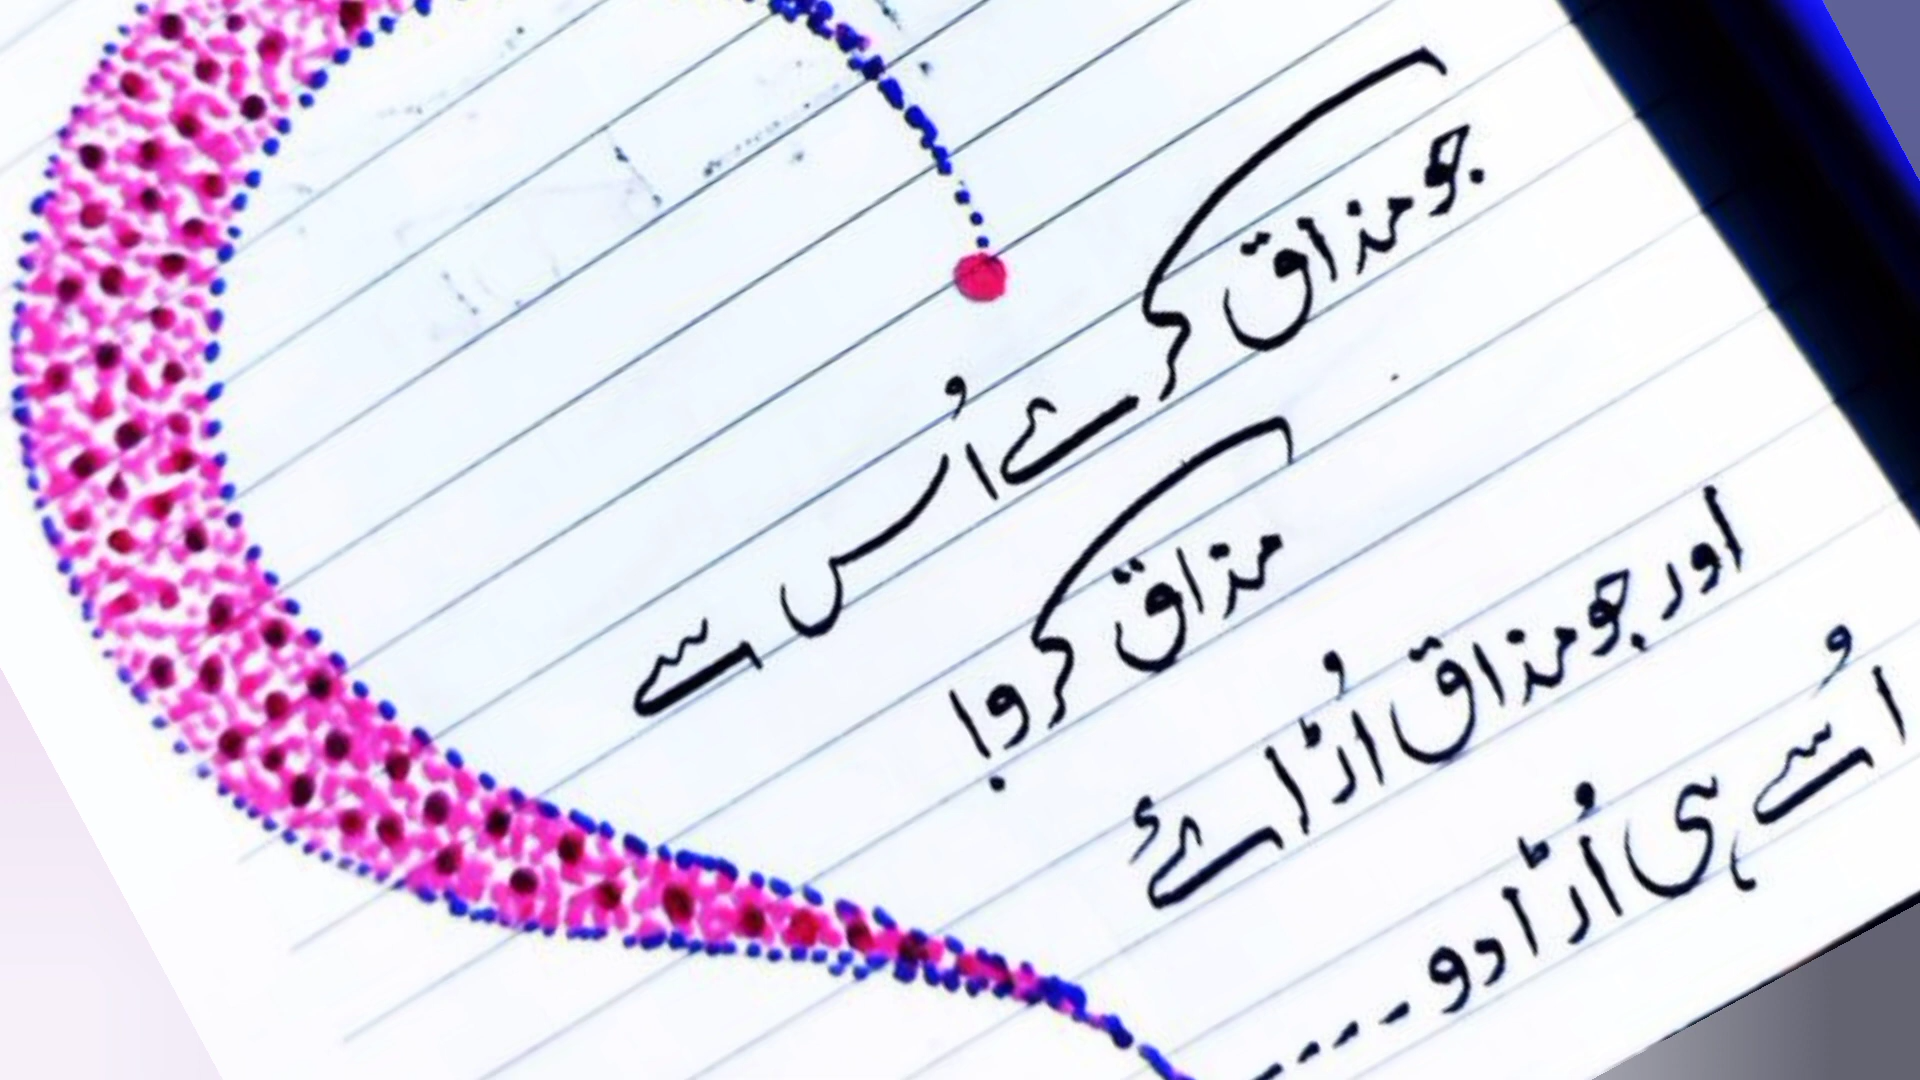 جو مذاق کرے اُس سے
مذاق کرو!
اور جو مذاق اُڑائے
اُسے ہی اُڑا دو----